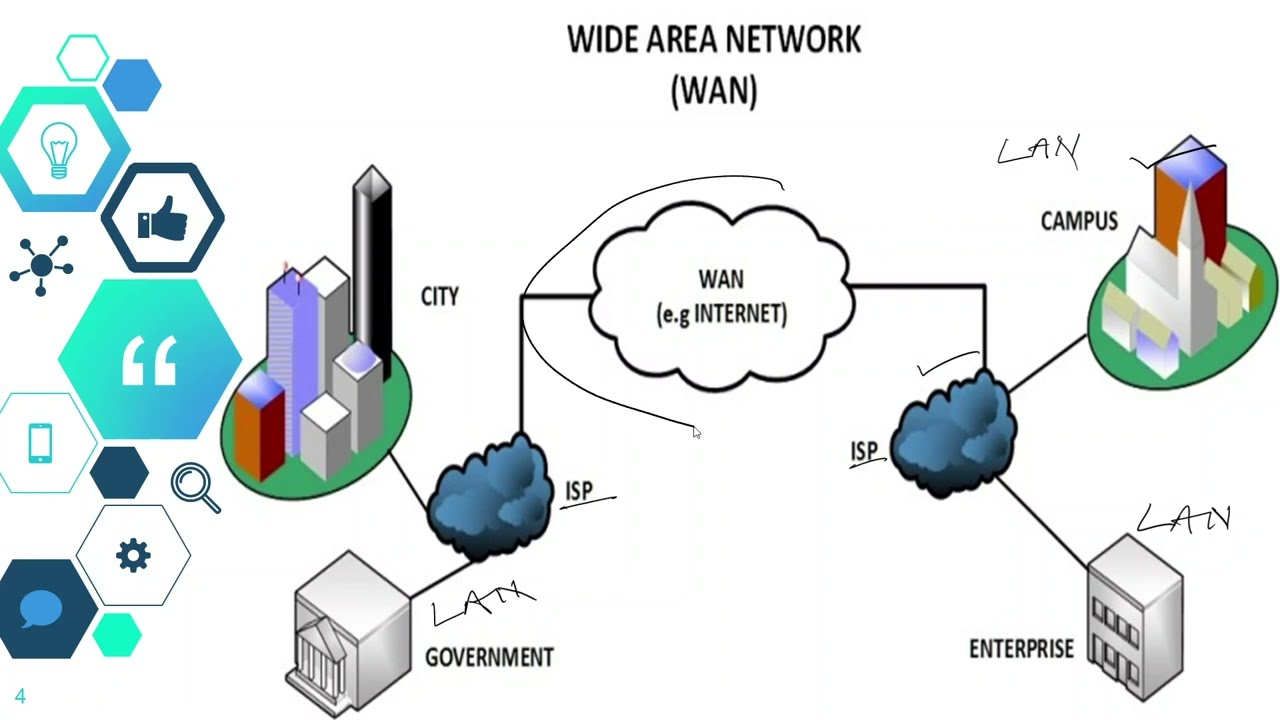 WIDE AREA NETWORK
(WAN)
LAN
CAMPUS
CITY
WAN
(e.g INTERNET)
ISP
ISP
LAN
LAN
GOVERNMENT
ENTERPRISE
4